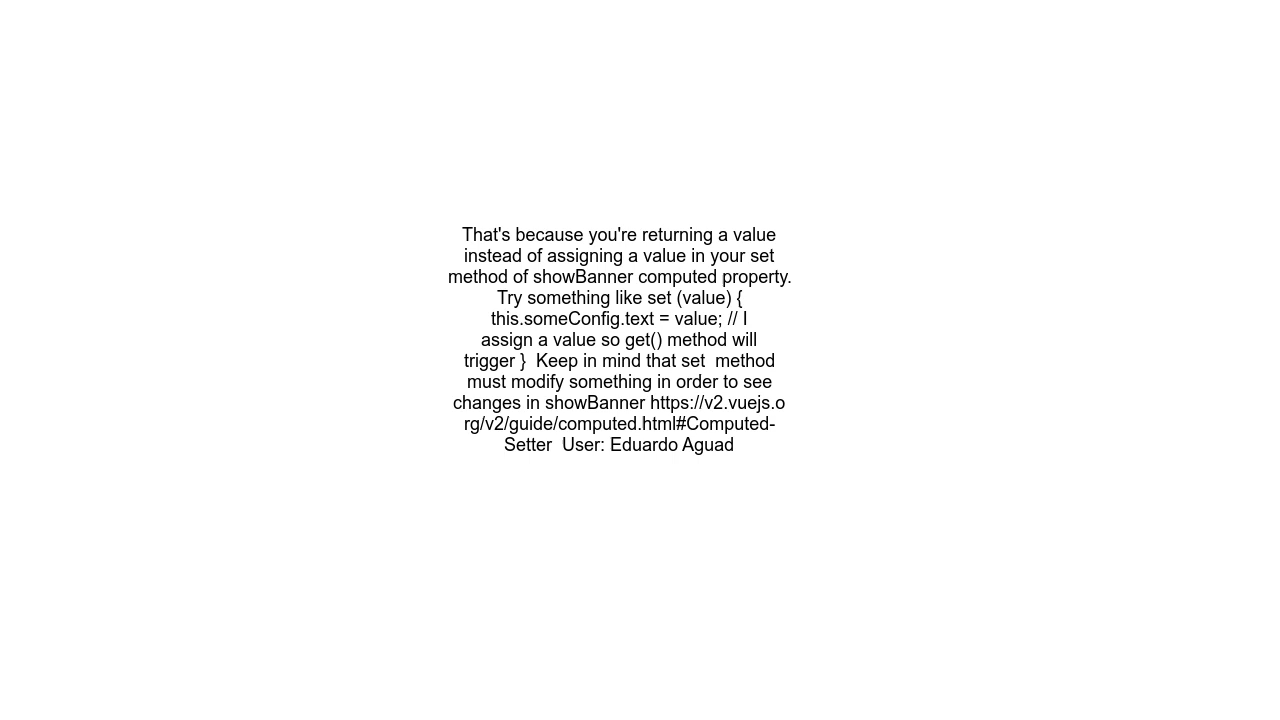 That's because you're returning a value
instead of assigning a value in your set
method of showBanner computed property.
Try something like set (value) {
this.someConfig.text = value; // I
assign a value so get() method will
trigger }  Keep in mind that set  method
must modify something in order to see
changes in showBanner https://v2.vuejs.o
rg/v2/guide/computed.html#Computed-
Setter  User: Eduardo Aguad